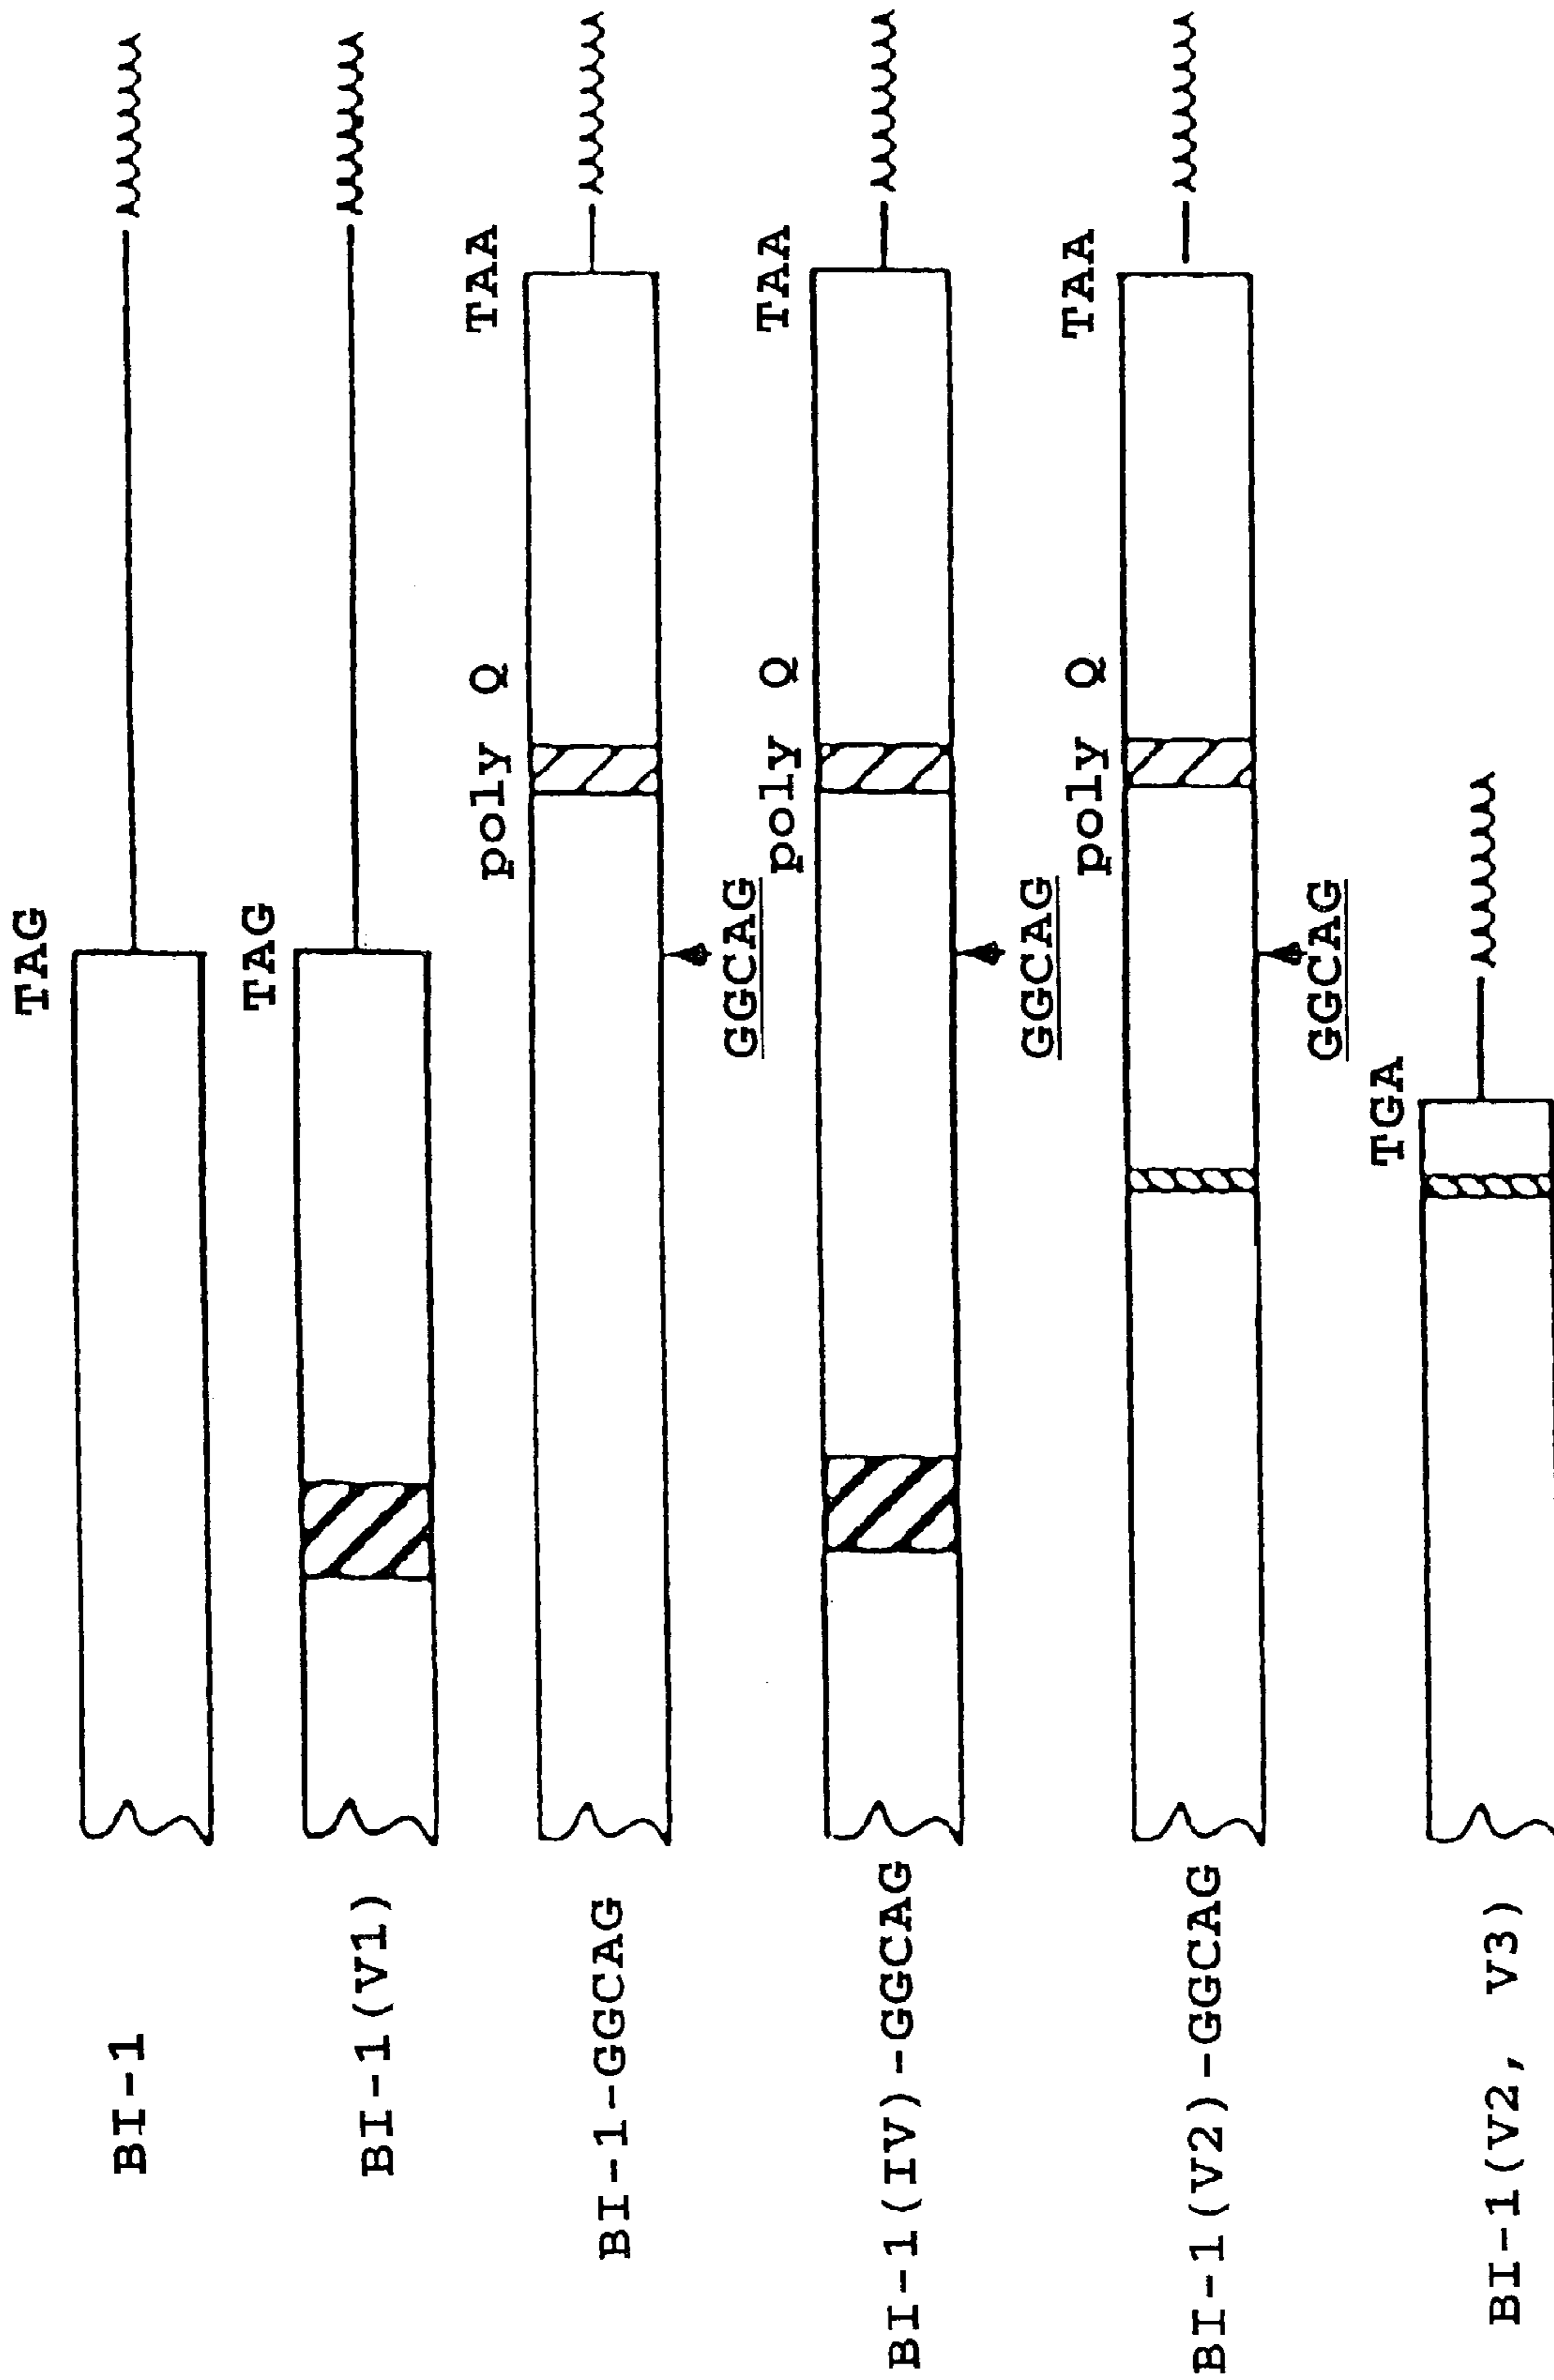 BI-1
TAG
BI-1(V1)
TAG
BI-1-GGCAG
poly Q
TAA
GGCAG
BI-1(IV)-GGCAG
poly Q
TAA
GGCAG
BI-1(V2)-GGCAG
poly Q
TAA
GGCAG
BI-1(V2, V3)
TGA